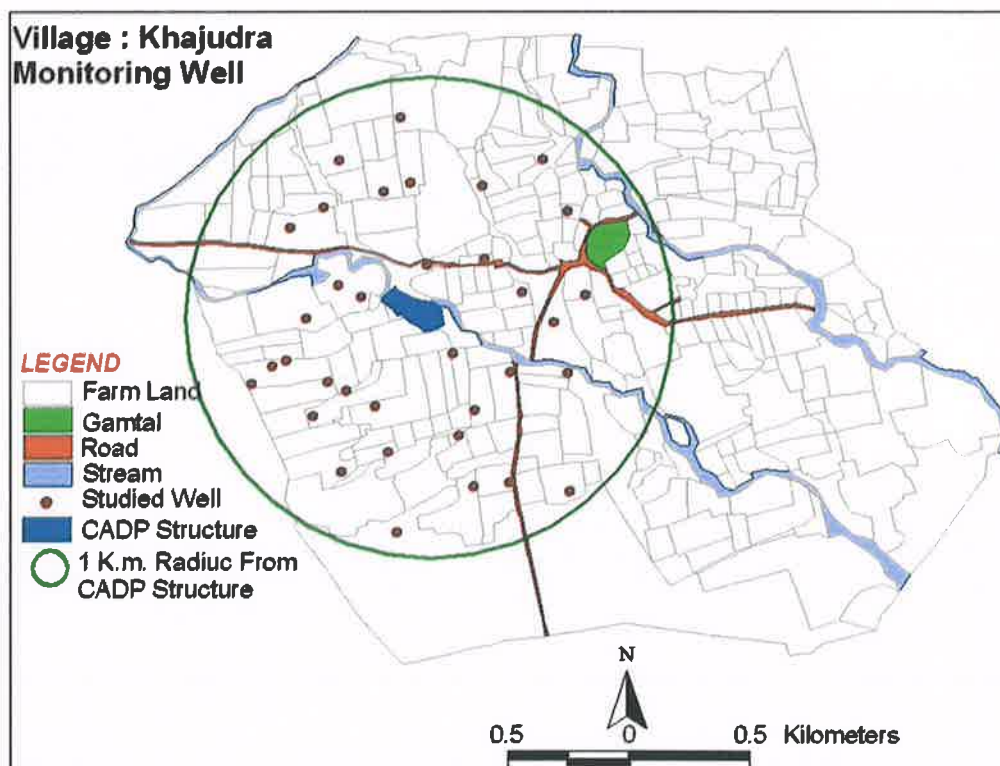 Village : Khajudra
Monitoring Well
LEGEND
Farm Land
Gamtal
Road
Stream
Studied Well
CADP Structure
1 K.m. Radiuc From
CADP Structure
N
0.5 0 0.5 Kilometers